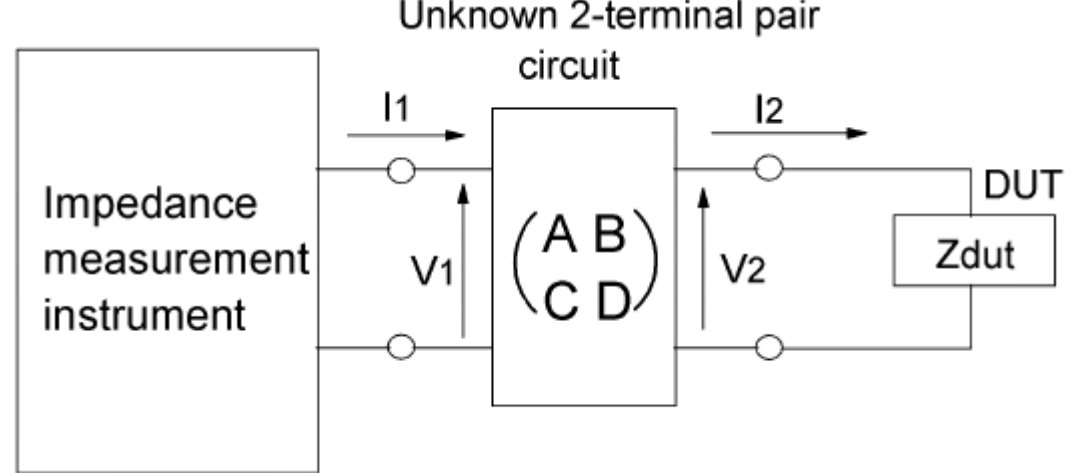 Unknown 2-terminal pair
circuit
I1
I2
Impedance
measurement
instrument
V1
A B
C D
V2
DUT
Zdut